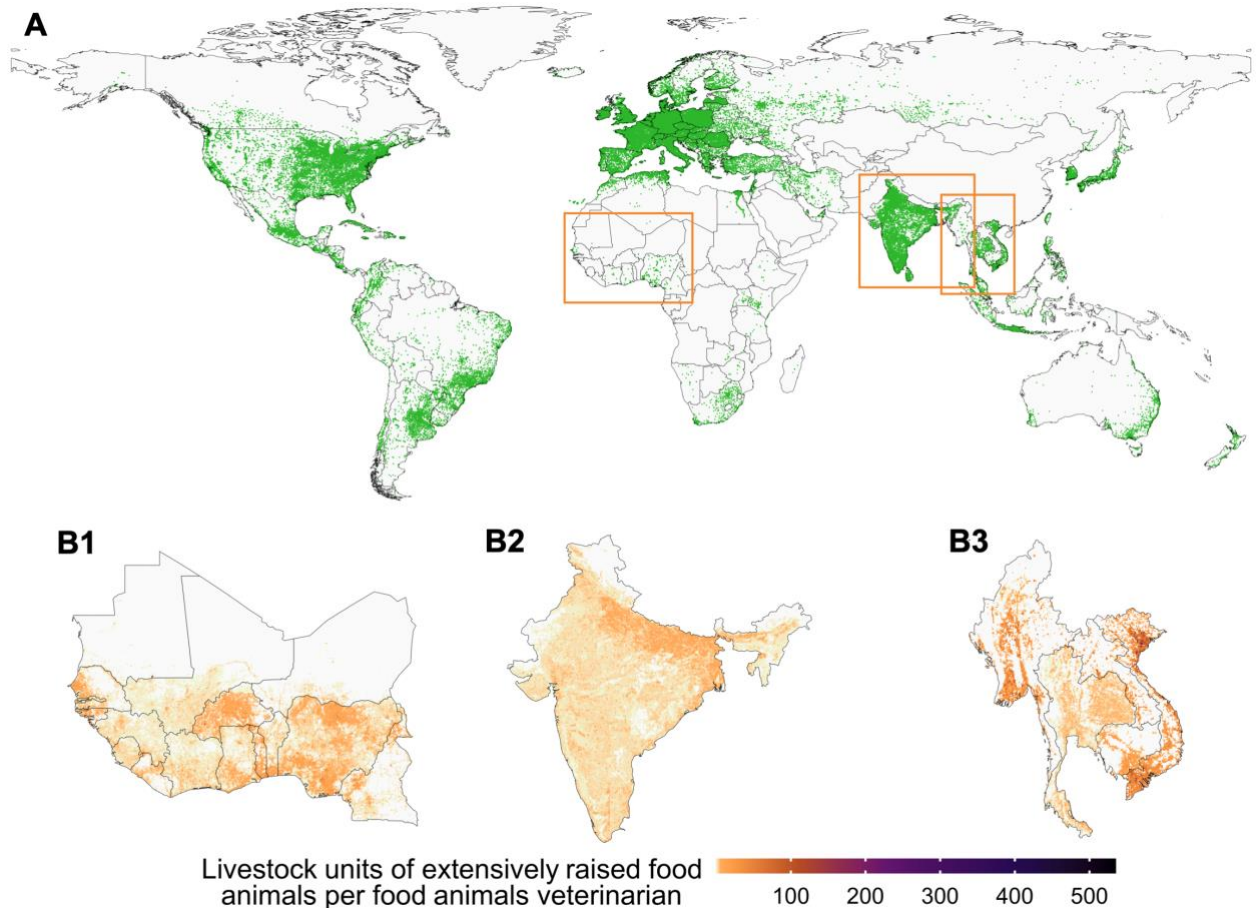 A
B1
B2
B3
Livestock units of extensively raised food
animals per food animals veterinarian
100 200 300 400 500